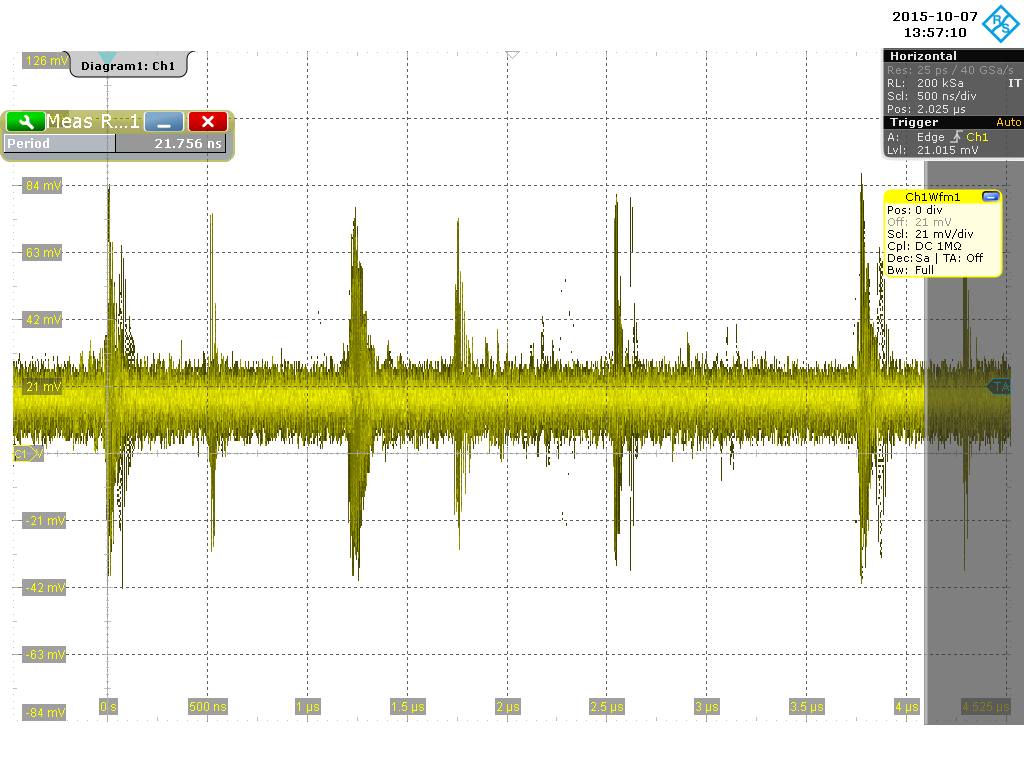 2015-10-07
13:57:10
R&S
126 mV
Diagram1: Ch1
Horizontal
Res: 25 ps / 40 GSa/s
RL: 200 kSa IT
Scl: 500 ns/div
Pos: 2.025 µs
Trigger Auto
A: Edge Ch1
Lvl: 21.015 mV
Meas R...1
Period 21.756 ns
84 mV
63 mV
42 mV
21 mV
C1
-21 mV
-42 mV
-63 mV
-84 mV
Ch1Wfm1
Pos: 0 div
Off: 21 mV
Scl: 21 mV/div
Cpl: DC 1MΩ
Dec: Sa | TA: Off
Bw: Full
TA
0 s
500 ns
1 µs
1.5 µs
2 µs
2.5 µs
3 µs
3.5 µs
4 µs
4.525 µs